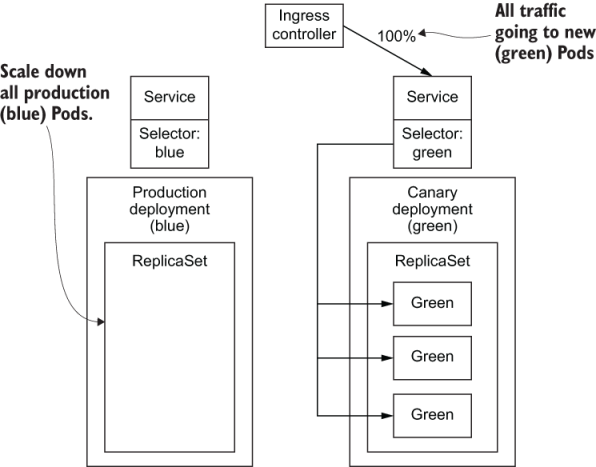 Ingress
controller
100%
All traffic
going to new
(green) Pods
Scale down
all production
(blue) Pods.
Service
Selector:
blue
Service
Selector:
green
Production
deployment
(blue)
ReplicaSet
Canary
deployment
(green)
ReplicaSet
Green
Green
Green